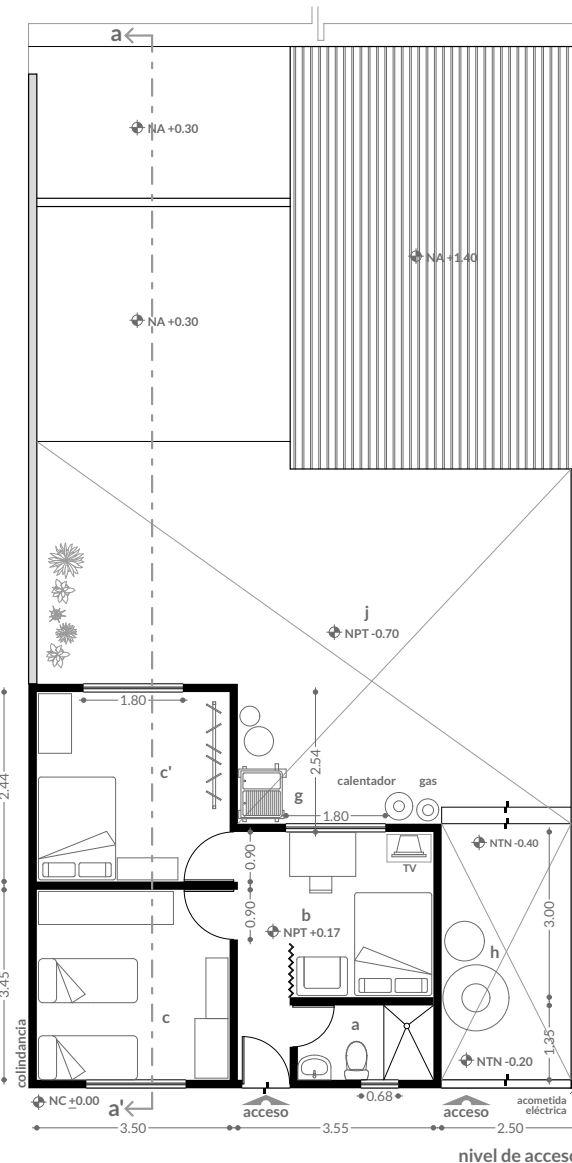 a
NA +0.30
NA +1.40
NA +0.30
j
NPT -0.70
1.80
c'
2.54
2.44
g
calentador
gas
1.80
NTN -0.40
0.90
TV
b
NPT +0.17
0.90
3.00
h
3.45
c
a
1.35
NTN -0.20
colindancia
NC ±0.00
a'
acceso
0.68
acceso
acometida
eléctrica
3.50
3.55
2.50
nivel de acceso